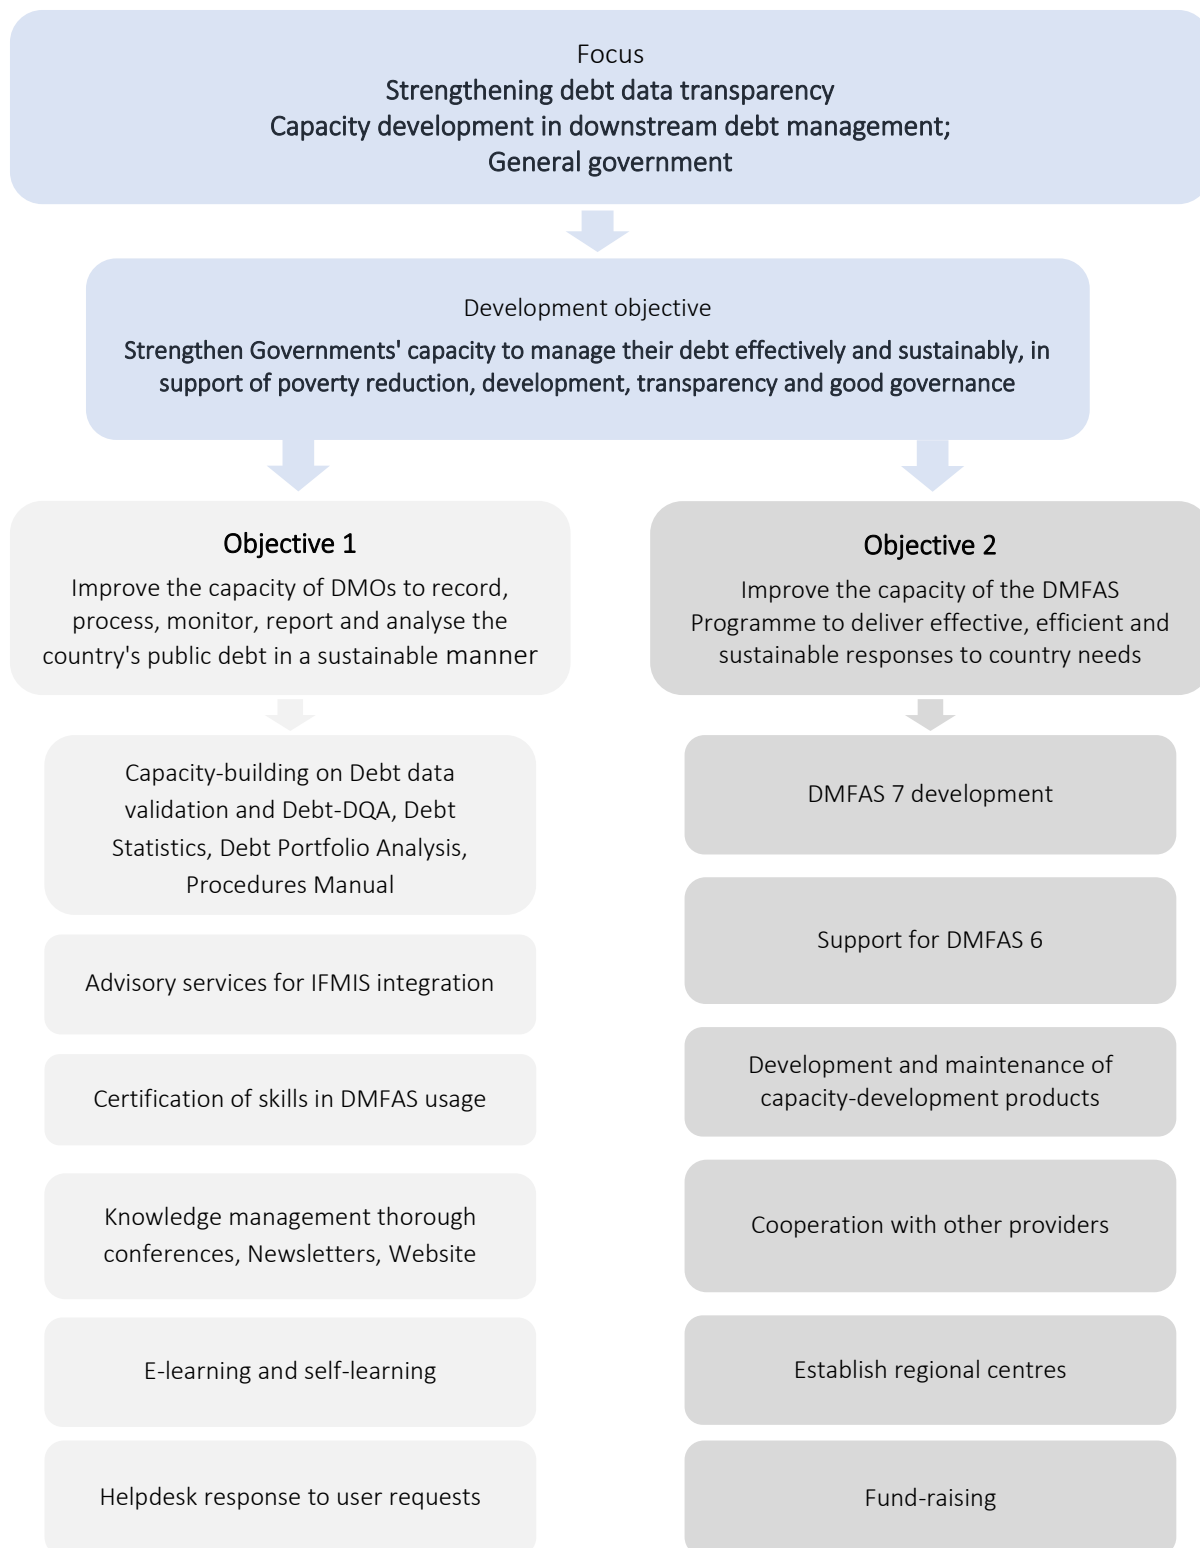 Focus
Strengthening debt data transparency
Capacity development in downstream debt management;
General government
Development objective
Strengthen Governments' capacity to manage their debt effectively and sustainably, in
support of poverty reduction, development, transparency and good governance
Objective 1
Improve the capacity of DMOs to record,
process, monitor, report and analyse the
country's public debt in a sustainable manner
Capacity-building on Debt data
validation and Debt-DQA, Debt
Statistics, Debt Portfolio Analysis,
Procedures Manual
Advisory services for IFMIS integration
Certification of skills in DMFAS usage
Knowledge management thorough
conferences, Newsletters, Website
E-learning and self-learning
Helpdesk response to user requests
Objective 2
Improve the capacity of the DMFAS
Programme to deliver effective, efficient and
sustainable responses to country needs
DMFAS 7 development
Support for DMFAS 6
Development and maintenance of
capacity-development products
Cooperation with other providers
Establish regional centres
Fund-raising